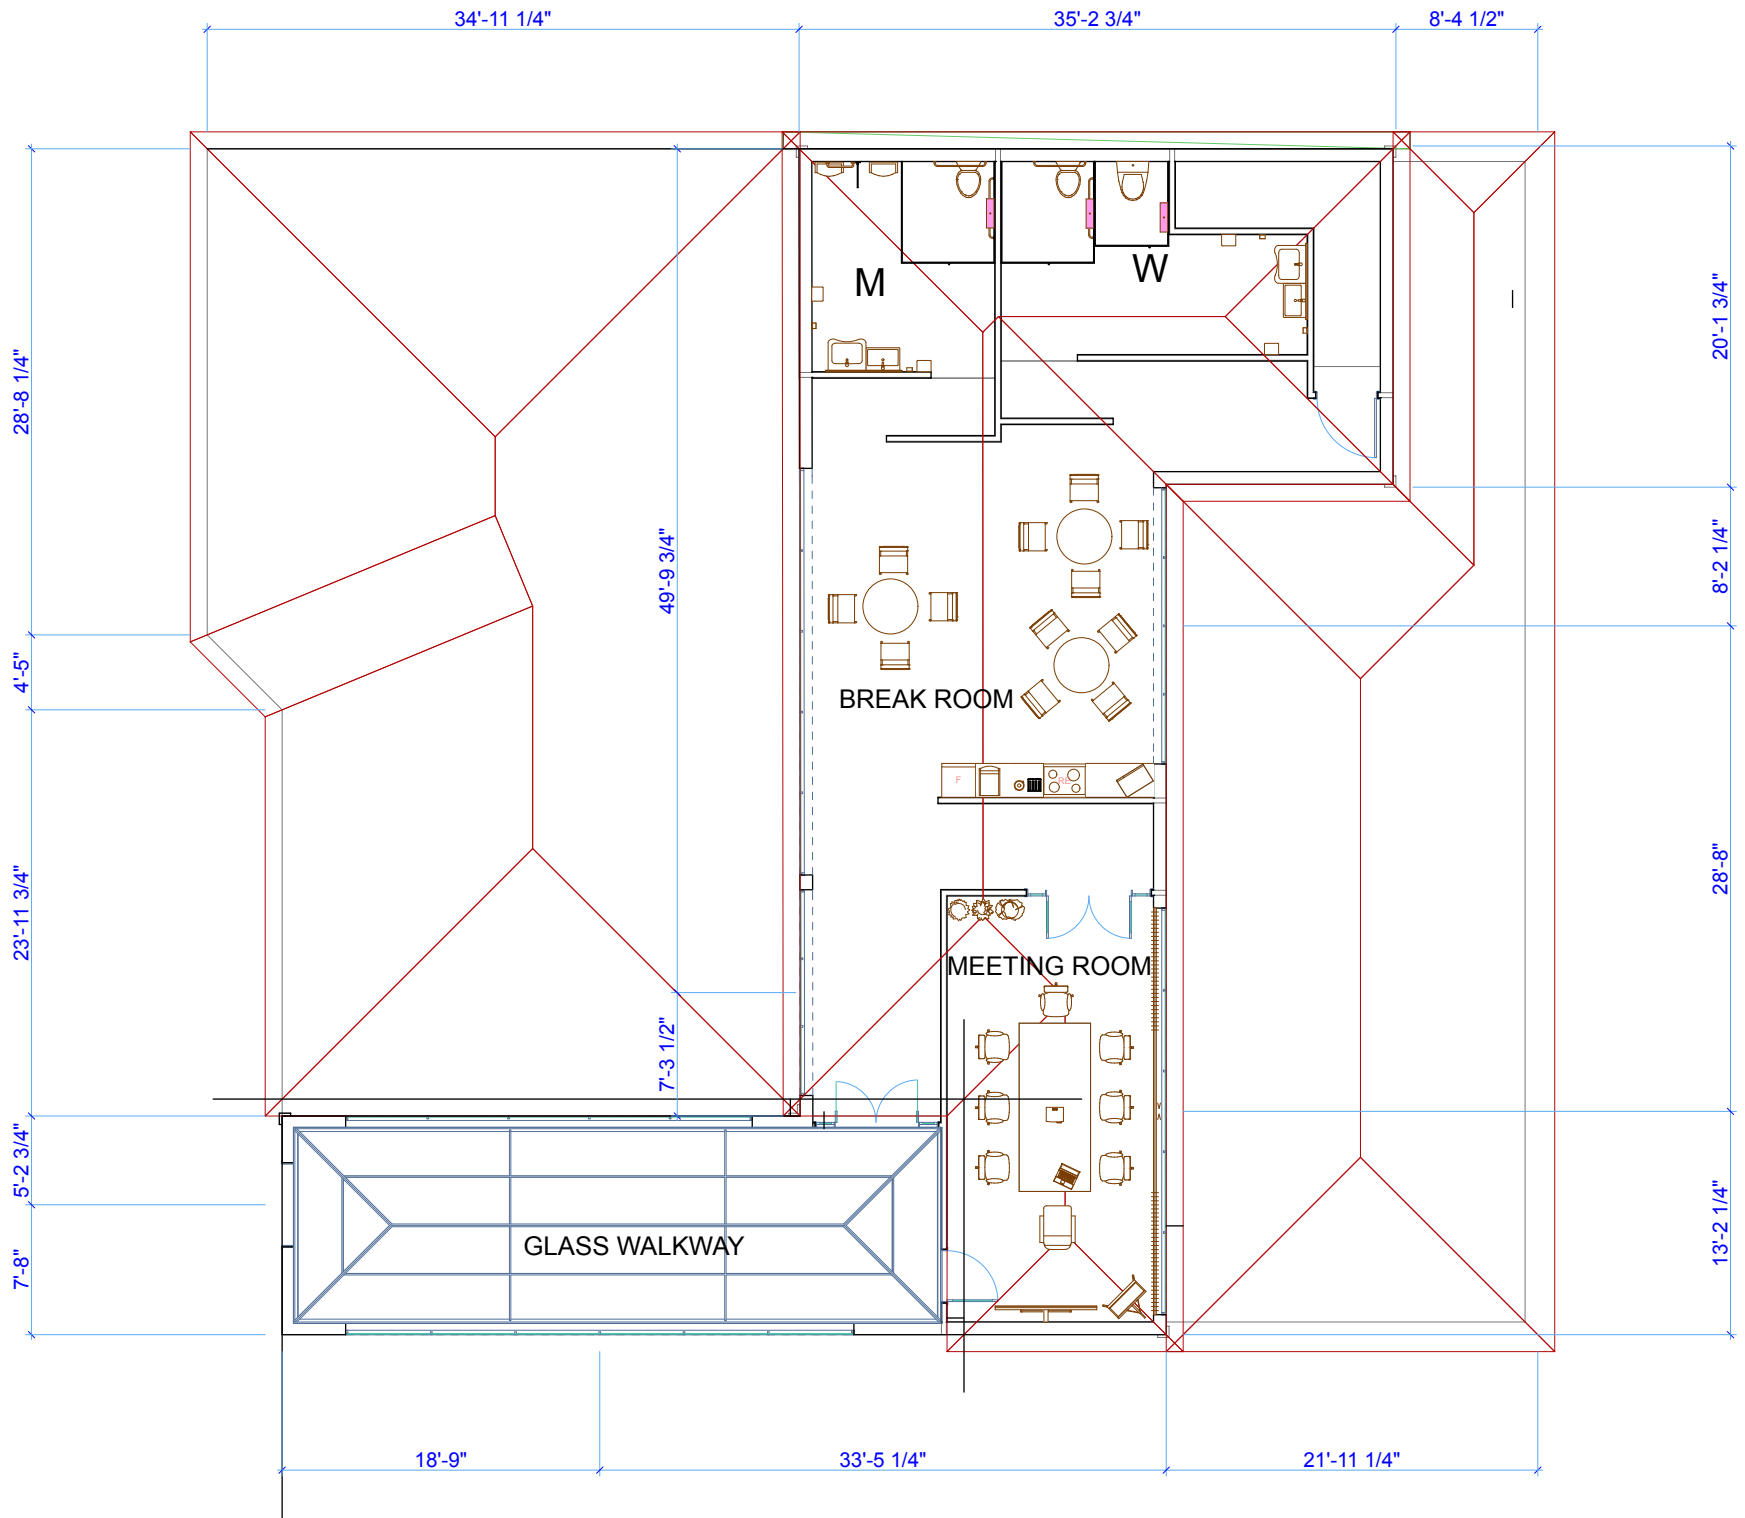 34'-11 1/4"
35'-2 3/4"
8'-4 1/2"
M
W
20'-1 3/4"
28'-8 1/4"
8'-2 1/4"
49'-9 3/4"
4'-5"
BREAK ROOM
F
RE
28'-8"
23'-11 3/4"
MEETING ROOM
7'-3 1/2"
5'-2 3/4"
13'-2 1/4"
GLASS WALKWAY
7'-8"
18'-9"
33'-5 1/4"
21'-11 1/4"